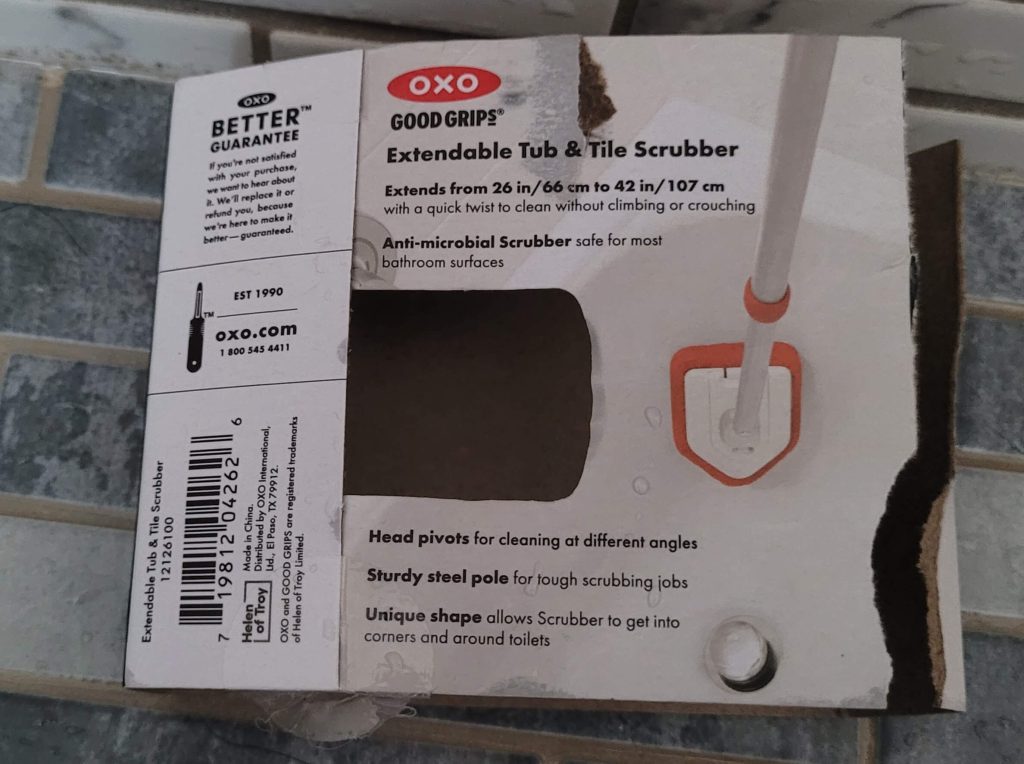 OXO
BETTER™
GUARANTEE
If you're not satisfied
with your purchase,
we want to hear about
it. We'll replace it or
refund you, because
we're here to make it
better—guaranteed.
EST 1990
™
oxo.com
1 800 545 4411
Extendable Tub & Tile Scrubber
12126100
7 19812 04262 6
Helen
of Troy
Made in China.
Distributed by OXO International,
Ltd., El Paso, TX 79912.
OXO and GOOD GRIPS are registered trademarks
of Helen of Troy Limited.
OXO
GOOD GRIPS®
Extendable Tub & Tile Scrubber
Extends from 26 in/66 cm to 42 in/107 cm
with a quick twist to clean without climbing or crouching
Anti-microbial Scrubber safe for most
bathroom surfaces
Head pivots for cleaning at different angles
Sturdy steel pole for tough scrubbing jobs
Unique shape allows Scrubber to get into
corners and around toilets